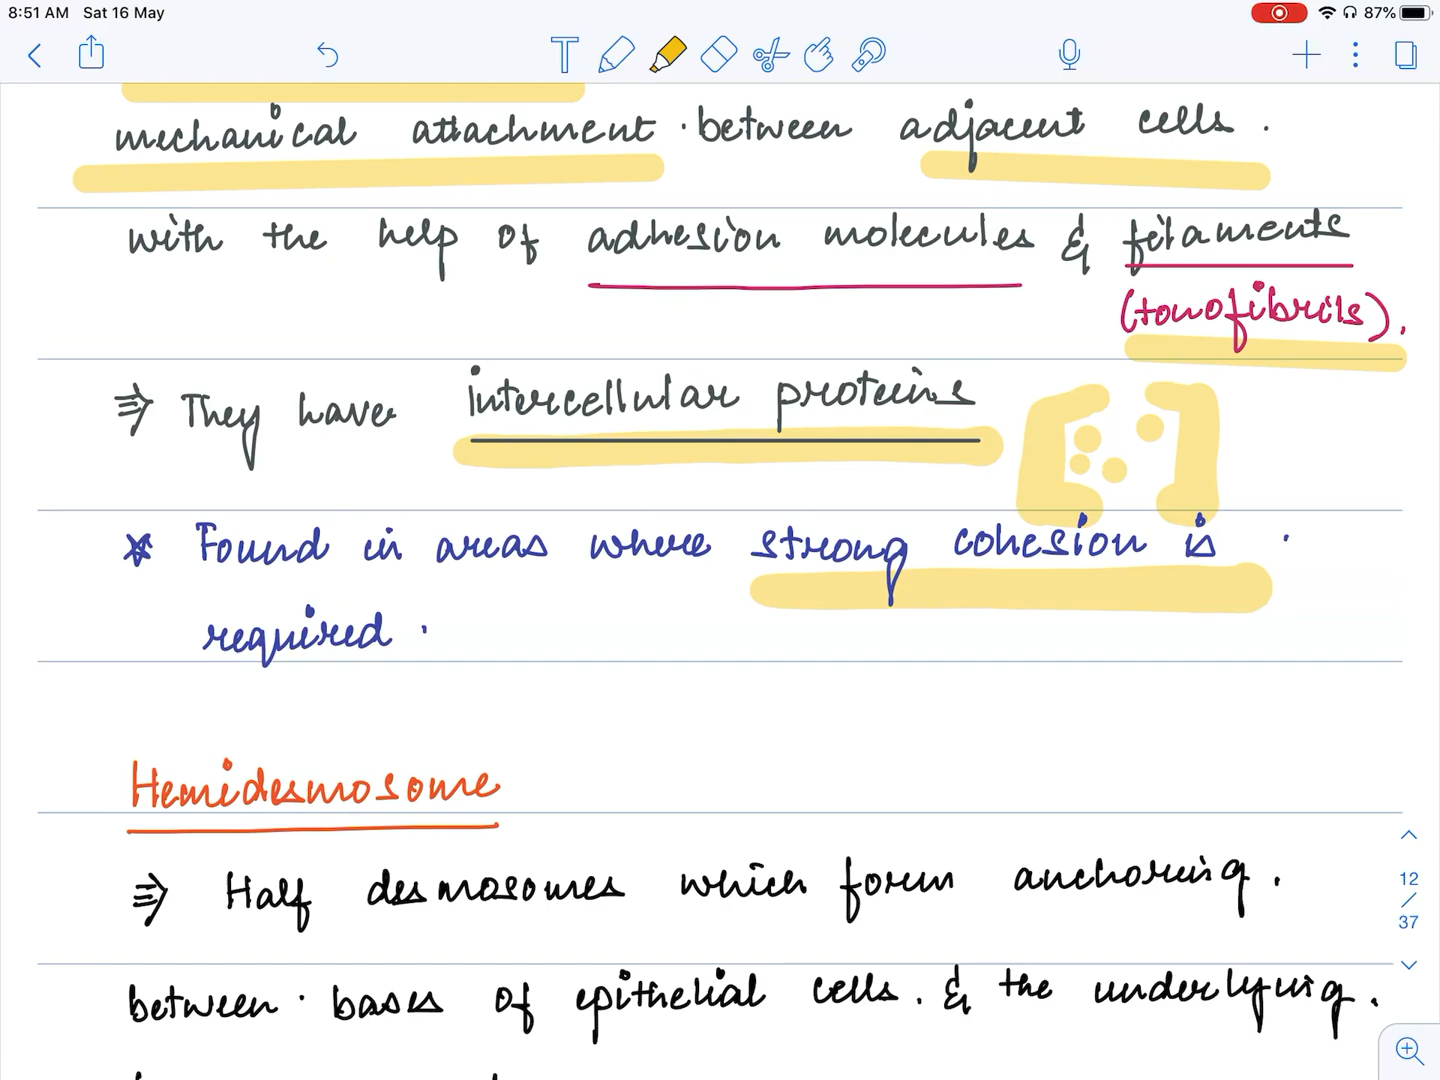 8:51 AM Sat 16 May 87%
mechanical attachment between adjacent cells.
with the help of adhesion molecules & filaments
(tonofibrils).
⇒ They have intercellular proteins
* Found in areas where strong cohesion is
required.
Hemidesmosome
⇒ Half desmosomes which form anchoring.
12
/
37
between bases of epithelial cells. & the underlying.